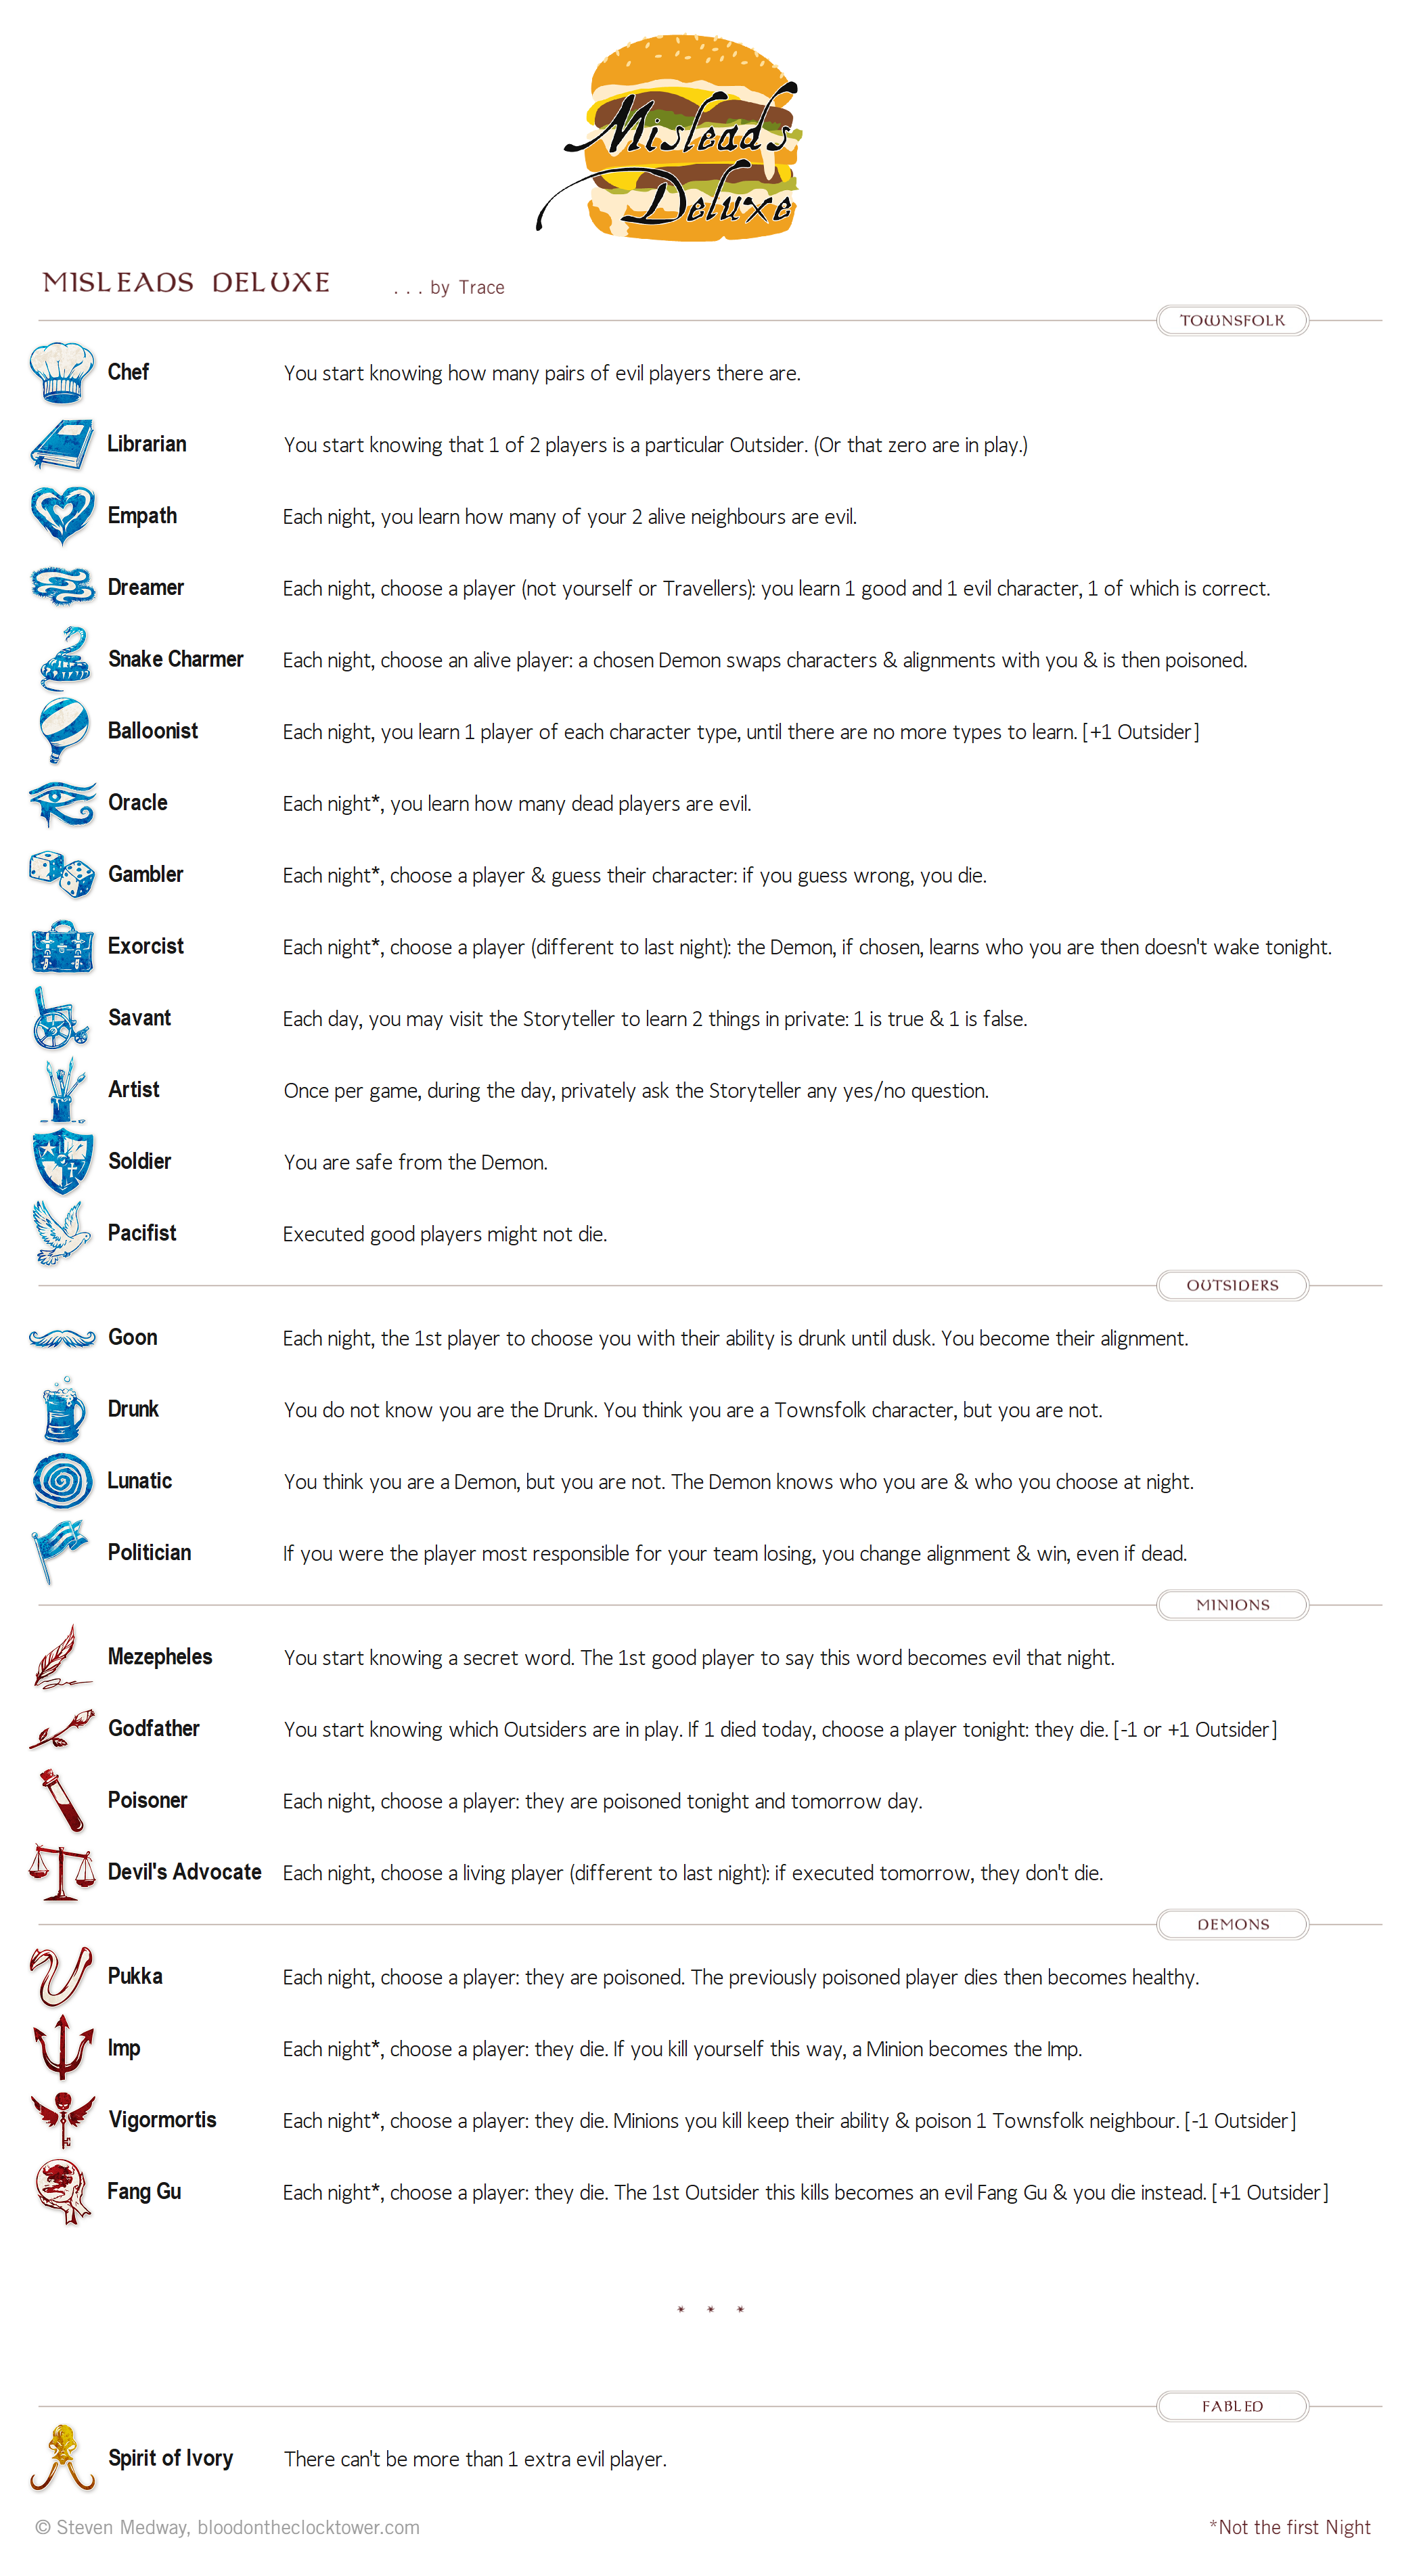 Misleads
Deluxe
MISLEADS DELUXE ... by Trace
TOWNSFOLK
Chef You start knowing how many pairs of evil players there are.
Librarian You start knowing that 1 of 2 players is a particular Outsider. (Or that zero are in play.)
Empath Each night, you learn how many of your 2 alive neighbours are evil.
Dreamer Each night, choose a player (not yourself or Travellers): you learn 1 good and 1 evil character, 1 of which is correct.
Snake Charmer Each night, choose an alive player: a chosen Demon swaps characters & alignments with you & is then poisoned.
Balloonist Each night, you learn 1 player of each character type, until there are no more types to learn. [+1 Outsider]
Oracle Each night*, you learn how many dead players are evil.
Gambler Each night*, choose a player & guess their character: if you guess wrong, you die.
Exorcist Each night*, choose a player (different to last night): the Demon, if chosen, learns who you are then doesn't wake tonight.
Savant Each day, you may visit the Storyteller to learn 2 things in private: 1 is true & 1 is false.
Artist Once per game, during the day, privately ask the Storyteller any yes/no question.
Soldier You are safe from the Demon.
Pacifist Executed good players might not die.
OUTSIDERS
Goon Each night, the 1st player to choose you with their ability is drunk until dusk. You become their alignment.
Drunk You do not know you are the Drunk. You think you are a Townsfolk character, but you are not.
Lunatic You think you are a Demon, but you are not. The Demon knows who you are & who you choose at night.
Politician If you were the player most responsible for your team losing, you change alignment & win, even if dead.
MINIONS
Mezepheles You start knowing a secret word. The 1st good player to say this word becomes evil that night.
Godfather You start knowing which Outsiders are in play. If 1 died today, choose a player tonight: they die. [-1 or +1 Outsider]
Poisoner Each night, choose a player: they are poisoned tonight and tomorrow day.
Devil's Advocate Each night, choose a living player (different to last night): if executed tomorrow, they don't die.
DEMONS
Pukka Each night, choose a player: they are poisoned. The previously poisoned player dies then becomes healthy.
Imp Each night*, choose a player: they die. If you kill yourself this way, a Minion becomes the Imp.
Vigormortis Each night*, choose a player: they die. Minions you kill keep their ability & poison 1 Townsfolk neighbour. [-1 Outsider]
Fang Gu Each night*, choose a player: they die. The 1st Outsider this kills becomes an evil Fang Gu & you die instead. [+1 Outsider]
* * *
FABLED
Spirit of Ivory There can't be more than 1 extra evil player.
© Steven Medway, bloodontheclocktower.com *Not the first Night